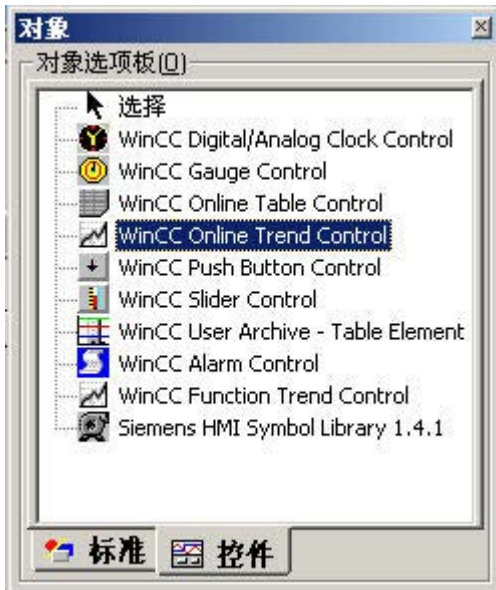 对象
对象选项板(O)
选择
WinCC Digital/Analog Clock Control
WinCC Gauge Control
WinCC Online Table Control
WinCC Online Trend Control
WinCC Push Button Control
WinCC Slider Control
WinCC User Archive - Table Element
WinCC Alarm Control
WinCC Function Trend Control
Siemens HMI Symbol Library 1.4.1
标准 控件